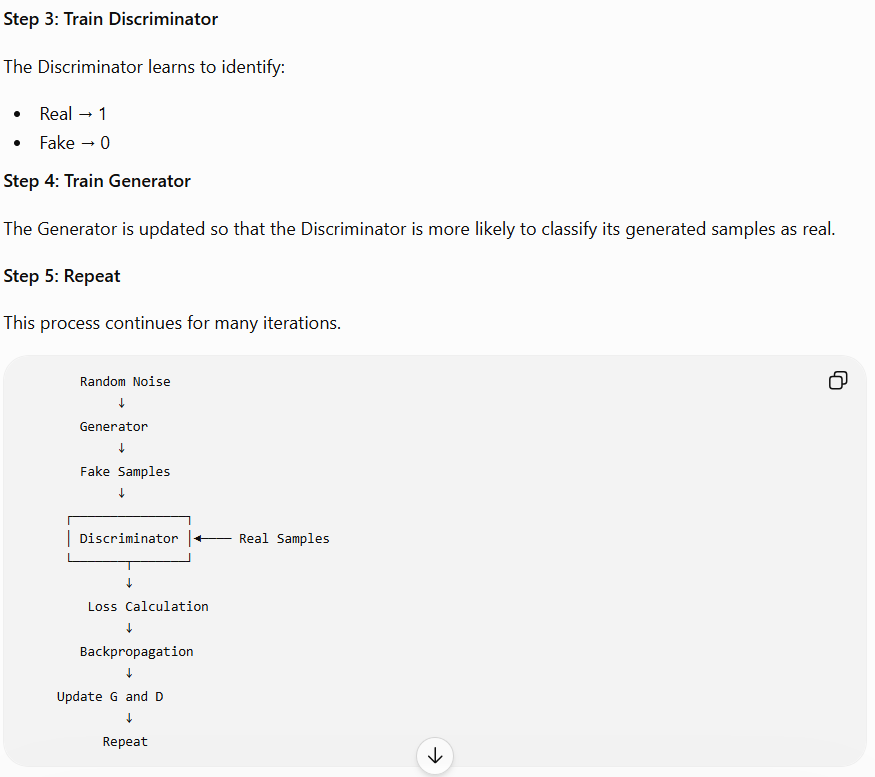 Step 3: Train Discriminator
The Discriminator learns to identify:
• Real → 1
• Fake → 0
Step 4: Train Generator
The Generator is updated so that the Discriminator is more likely to classify its generated samples as real.
Step 5: Repeat
This process continues for many iterations.
Random Noise
↓
Generator
↓
Fake Samples
↓
Discriminator ◄──── Real Samples
↓
Loss Calculation
↓
Backpropagation
↓
Update G and D
↓
Repeat